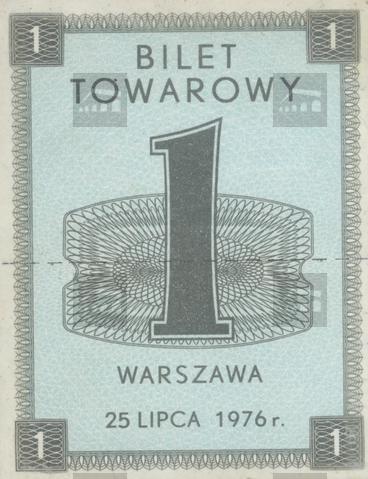 1 1
BILET
TOWAROWY
1
WARSZAWA
25 LIPCA 1976 r.
1 1